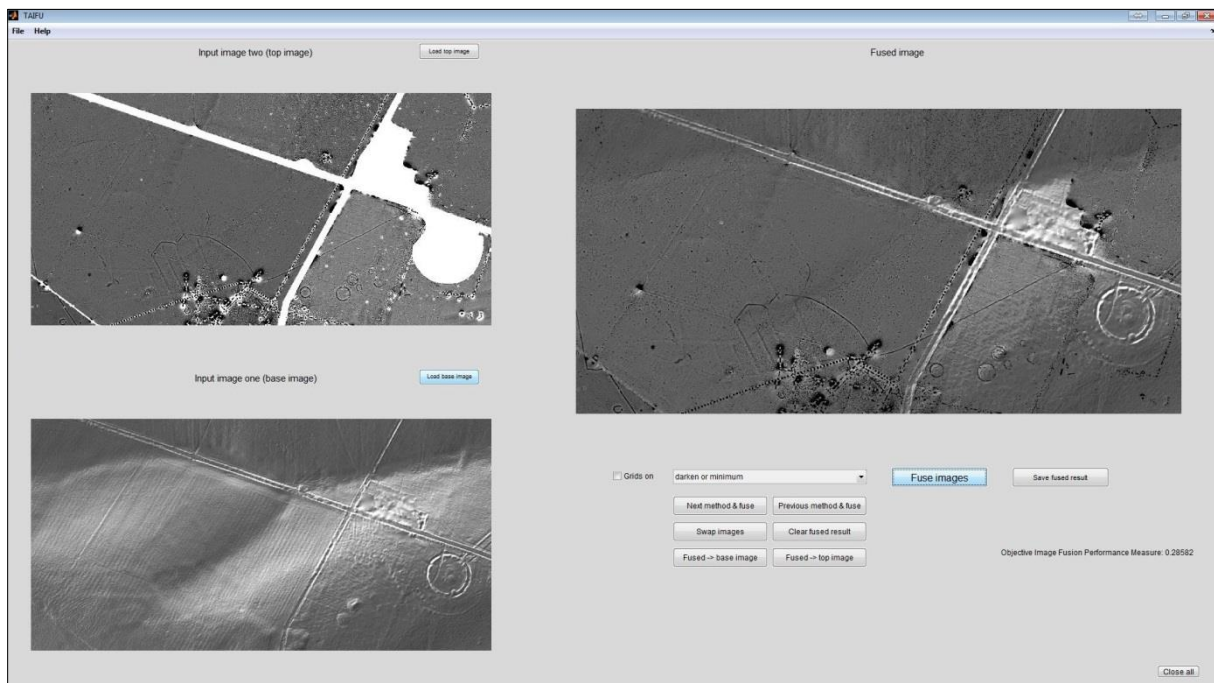 TAIFU
File Help
Input image two (top image)
Load top image
Fused image
Input image one (base image)
Load base image
Grids on
darken or minimum
Fuse images
Save fused result
Next method & fuse
Previous method & fuse
Swap images
Clear fused result
Fused -> base image
Fused -> top image
Objective Image Fusion Performance Measure: 0.28582
Close all